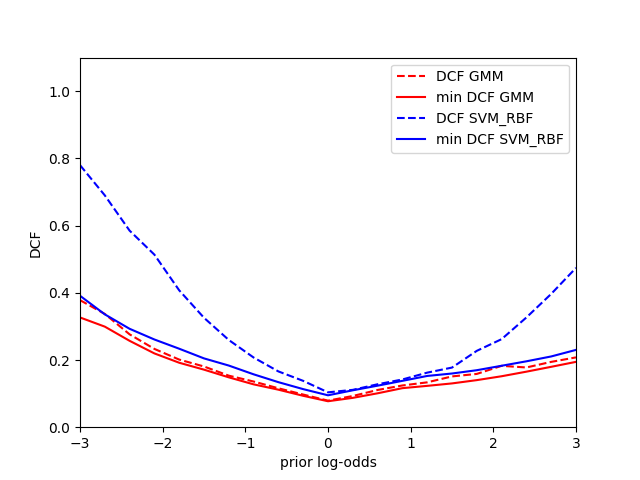 DCF GMM
min DCF GMM
DCF SVM_RBF
min DCF SVM_RBF
1.0
0.8
0.6
0.4
0.2
0.0
DCF
−3
−2
−1
0
1
2
3
prior log-odds